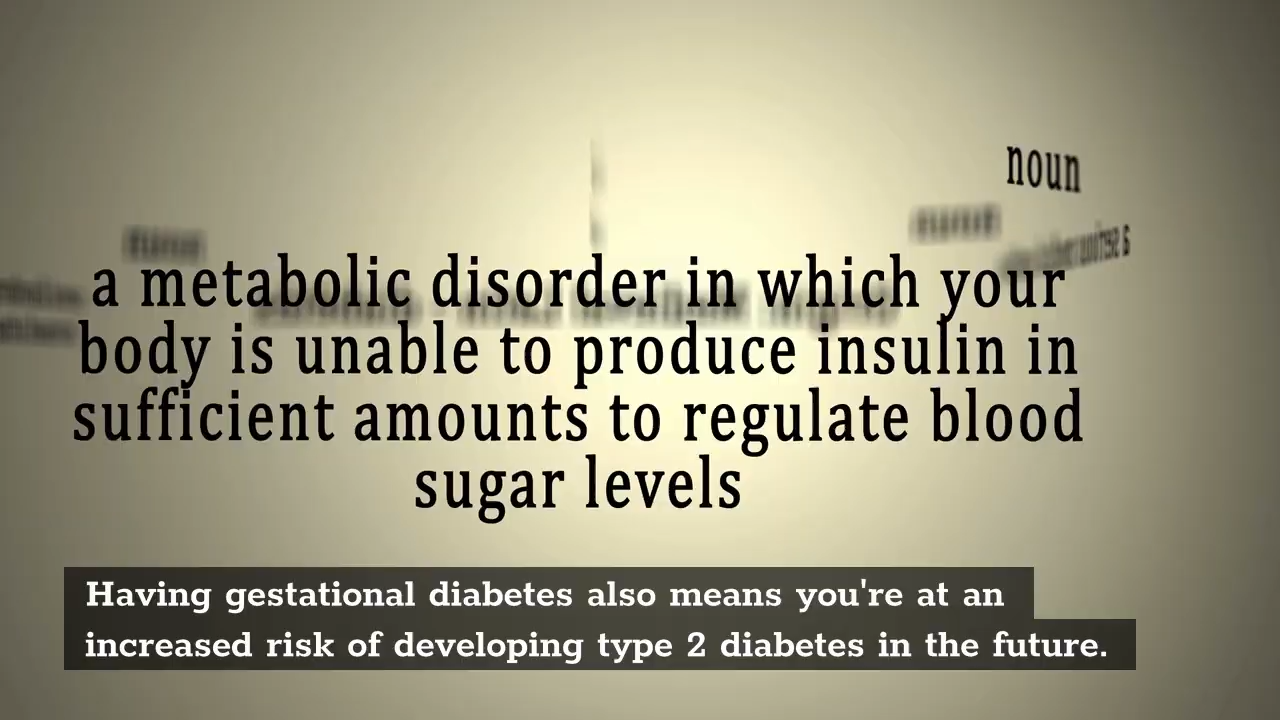 noun
a metabolic disorder in which your
body is unable to produce insulin in
sufficient amounts to regulate blood
sugar levels
Having gestational diabetes also means you're at an
increased risk of developing type 2 diabetes in the future.